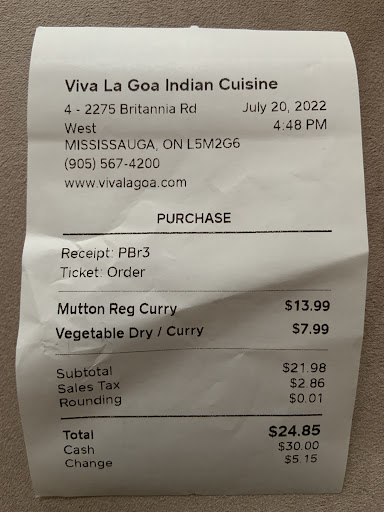 Viva La Goa Indian Cuisine
4 - 2275 Britannia Rd July 20, 2022
West 4:48 PM
MISSISSAUGA, ON L5M2G6
(905) 567-4200
www.vivalagoa.com
PURCHASE
Receipt: PBr3
Ticket: Order
Mutton Reg Curry $13.99
Vegetable Dry / Curry $7.99
Subtotal $21.98
Sales Tax $2.86
Rounding $0.01
Total $24.85
Cash $30.00
Change $5.15